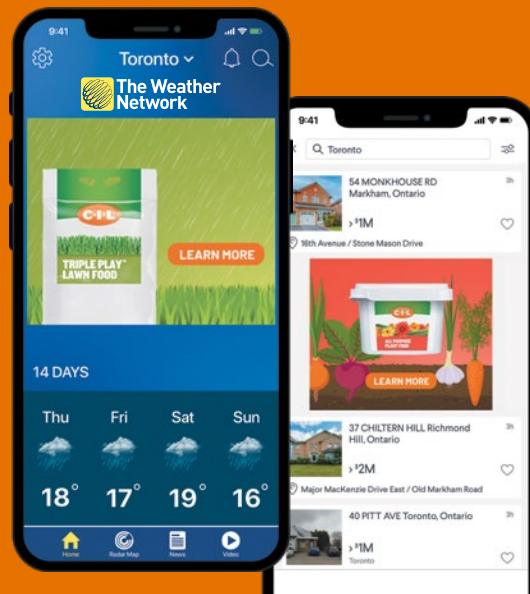 9:41
Toronto
The Weather
Network
C·I·L
TRIPLE PLAY™
LAWN FOOD
LEARN MORE
14 DAYS
Thu Fri Sat Sun
18° 17° 19° 16°
Home Radar Map News Video
9:41
Toronto
54 MONKHOUSE RD
Markham, Ontario
3h
>$1M
16th Avenue / Stone Mason Drive
C·I·L
ALL PURPOSE
PLANT FOOD
LEARN MORE
37 CHILTERN HILL Richmond
Hill, Ontario
3h
>$2M
Major MacKenzie Drive East / Old Markham Road
40 PITT AVE Toronto, Ontario
3h
>$1M
Toronto